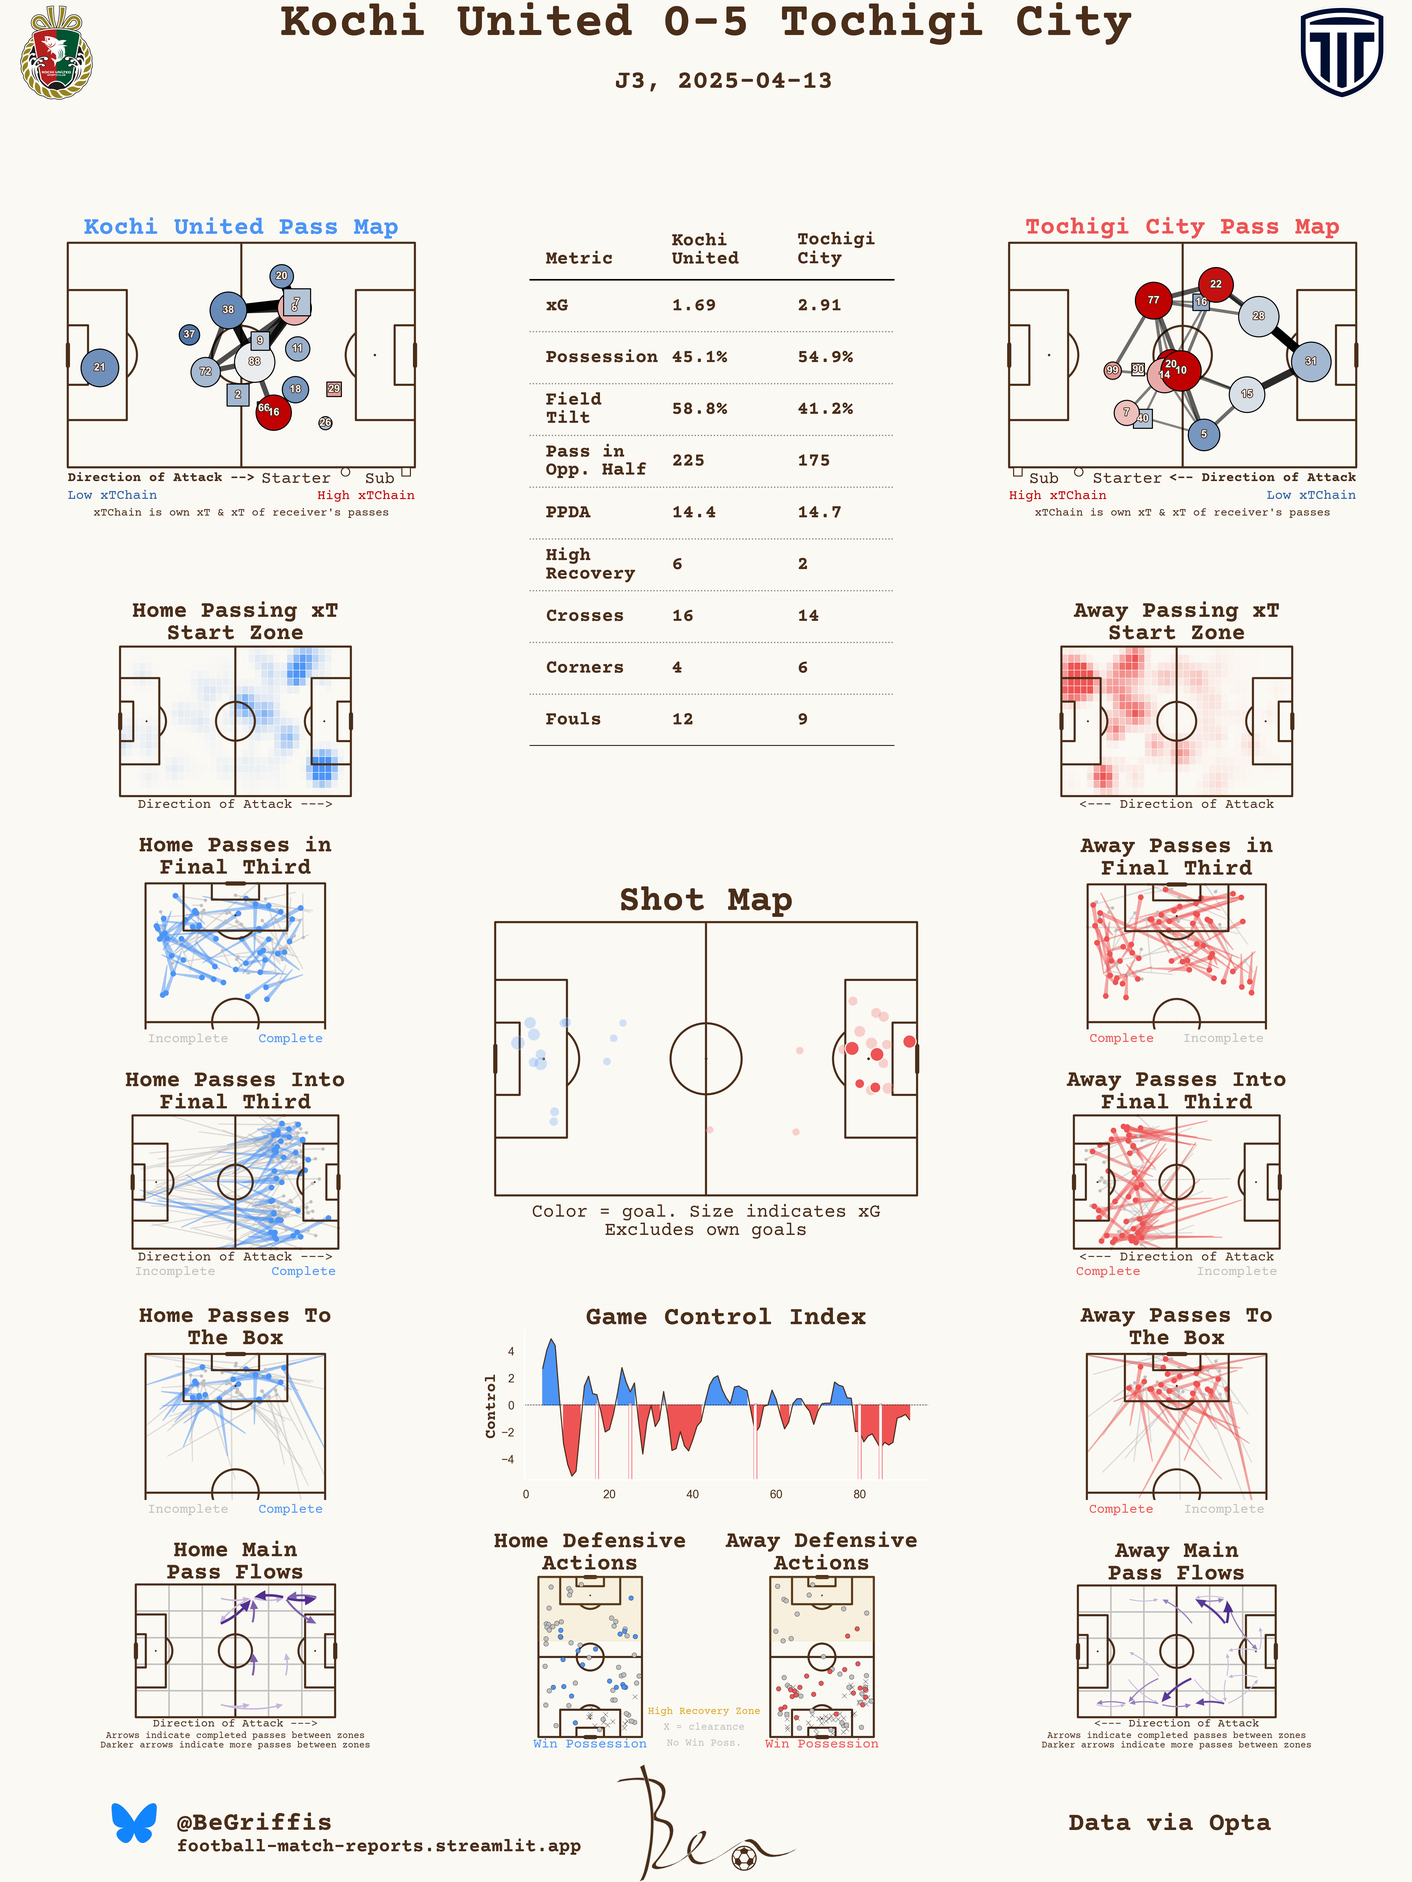 Kochi United 0-5 Tochigi City
J3, 2025-04-13
KOCHI UNITED
Kochi United Pass Map
20
7
8
38
37
9
11
88
72
21
18
29
2
66
16
26
Direction of Attack --> Starter Sub
Low xTChain High xTChain
xTChain is own xT & xT of receiver's passes
Metric Kochi United Tochigi City
xG 1.69 2.91
Possession 45.1% 54.9%
Field Tilt 58.8% 41.2%
Pass in Opp. Half 225 175
PPDA 14.4 14.7
High Recovery 6 2
Crosses 16 14
Corners 4 6
Fouls 12 9
Tochigi City Pass Map
22
77
16
28
31
20
99
90
14
10
15
7
40
5
Sub Starter <-- Direction of Attack
High xTChain Low xTChain
xTChain is own xT & xT of receiver's passes
Home Passing xT
Start Zone
Direction of Attack --->
Away Passing xT
Start Zone
<--- Direction of Attack
Home Passes in
Final Third
Incomplete Complete
Away Passes in
Final Third
Complete Incomplete
Shot Map
Color = goal. Size indicates xG
Excludes own goals
Home Passes Into
Final Third
Direction of Attack --->
Incomplete Complete
Away Passes Into
Final Third
<--- Direction of Attack
Complete Incomplete
Home Passes To
The Box
Incomplete Complete
Game Control Index
Control
4
2
0
−2
−4
0 20 40 60 80
Away Passes To
The Box
Complete Incomplete
Home Main
Pass Flows
Direction of Attack --->
Arrows indicate completed passes between zones
Darker arrows indicate more passes between zones
Home Defensive
Actions
Win Possession
High Recovery Zone
X = clearance
No Win Poss.
Away Defensive
Actions
Win Possession
Away Main
Pass Flows
<--- Direction of Attack
Arrows indicate completed passes between zones
Darker arrows indicate more passes between zones
@BeGriffis
football-match-reports.streamlit.app
Ben
Data via Opta